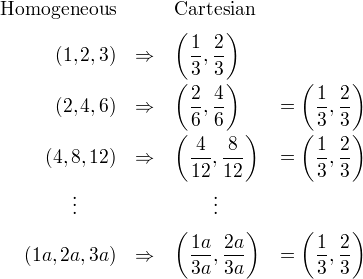 Homogeneous Cartesian
(1, 2, 3) ⇒ (1/3, 2/3)
(2, 4, 6) ⇒ (2/6, 4/6) = (1/3, 2/3)
(4, 8, 12) ⇒ (4/12, 8/12) = (1/3, 2/3)
⋮ ⋮
(1a, 2a, 3a) ⇒ (1a/3a, 2a/3a) = (1/3, 2/3)